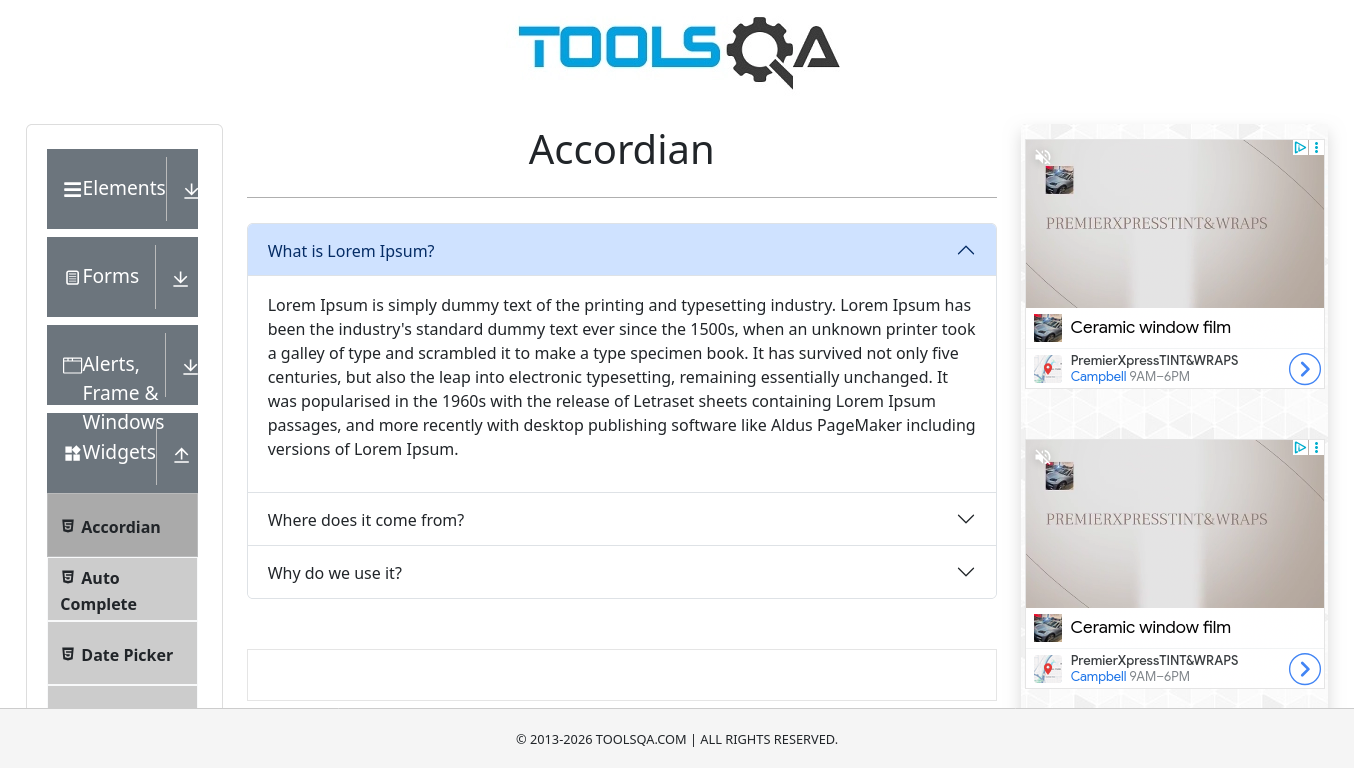 TOOLSQA
Elements
Forms
Alerts,
Frame &
Windows
Widgets
Accordian
Auto
Complete
Date Picker
Accordian
What is Lorem Ipsum?
Lorem Ipsum is simply dummy text of the printing and typesetting industry. Lorem Ipsum has
been the industry's standard dummy text ever since the 1500s, when an unknown printer took
a galley of type and scrambled it to make a type specimen book. It has survived not only five
centuries, but also the leap into electronic typesetting, remaining essentially unchanged. It
was popularised in the 1960s with the release of Letraset sheets containing Lorem Ipsum
passages, and more recently with desktop publishing software like Aldus PageMaker including
versions of Lorem Ipsum.
Where does it come from?
Why do we use it?
PREMIERXPRESSTINT&WRAPS
Ceramic window film
PremierXpressTINT&WRAPS
Campbell 9AM–6PM
PREMIERXPRESSTINT&WRAPS
Ceramic window film
PremierXpressTINT&WRAPS
Campbell 9AM–6PM
© 2013-2026 TOOLSQA.COM | ALL RIGHTS RESERVED.